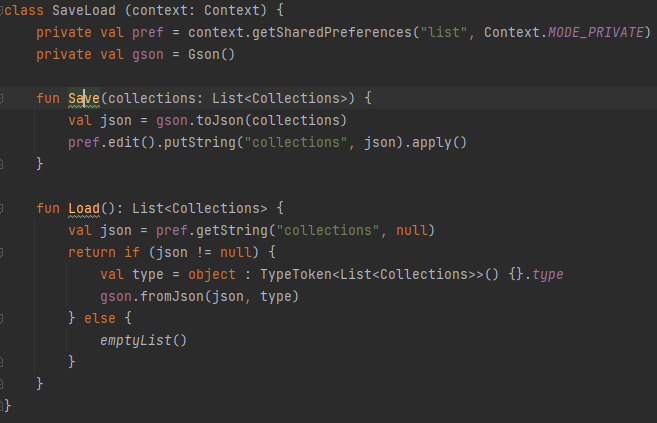 class SaveLoad (context: Context) {
    private val pref = context.getSharedPreferences("list", Context.MODE_PRIVATE)
    private val gson = Gson()

    fun Save(collections: List<Collections>) {
        val json = gson.toJson(collections)
        pref.edit().putString("collections", json).apply()
    }

    fun Load(): List<Collections> {
        val json = pref.getString("collections", null)
        return if (json != null) {
            val type = object : TypeToken<List<Collections>>() {}.type
            gson.fromJson(json, type)
        } else {
            emptyList()
        }
    }
}